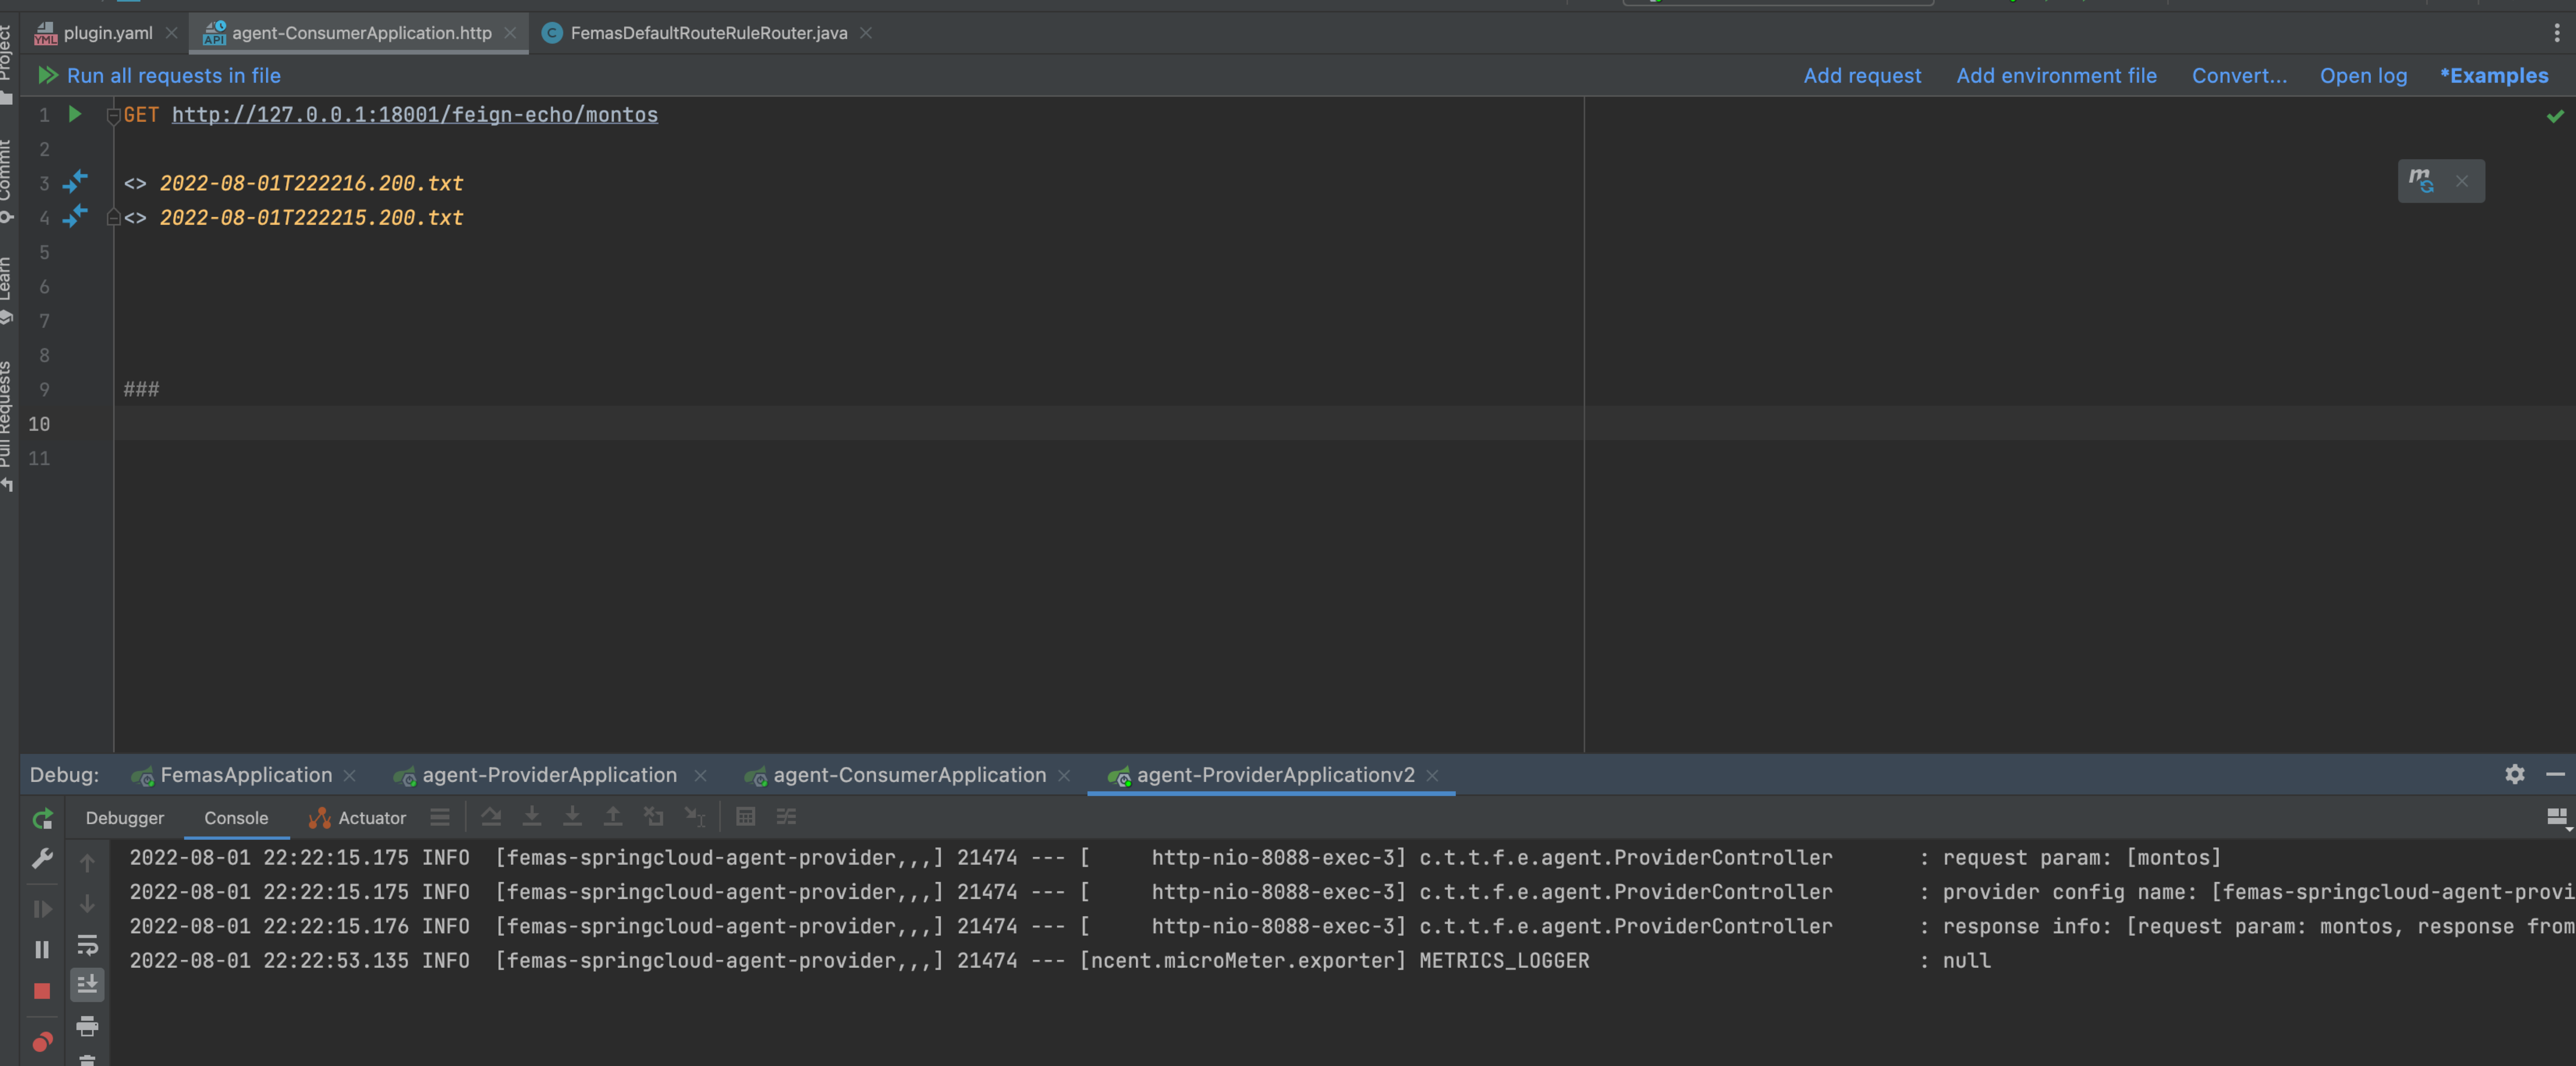 plugin.yaml agent-ConsumerApplication.http FemasDefaultRouteRuleRouter.java
Run all requests in file Add request Add environment file Convert... Open log *Examples
1 GET http://127.0.0.1:18001/feign-echo/montos
2
3 <> 2022-08-01T222216.200.txt
4 <> 2022-08-01T222215.200.txt
5
6
7
8
9 ###
10
11
Project
Commit
Learn
Pull Requests
Debug: FemasApplication agent-ProviderApplication agent-ConsumerApplication agent-ProviderApplicationv2
Debugger Console Actuator
2022-08-01 22:22:15.175 INFO [femas-springcloud-agent-provider,,,] 21474 --- [ http-nio-8088-exec-3] c.t.t.f.e.agent.ProviderController : request param: [montos]
2022-08-01 22:22:15.175 INFO [femas-springcloud-agent-provider,,,] 21474 --- [ http-nio-8088-exec-3] c.t.t.f.e.agent.ProviderController : provider config name: [femas-springcloud-agent-provi
2022-08-01 22:22:15.176 INFO [femas-springcloud-agent-provider,,,] 21474 --- [ http-nio-8088-exec-3] c.t.t.f.e.agent.ProviderController : response info: [request param: montos, response from
2022-08-01 22:22:53.135 INFO [femas-springcloud-agent-provider,,,] 21474 --- [ncent.microMeter.exporter] METRICS_LOGGER : null